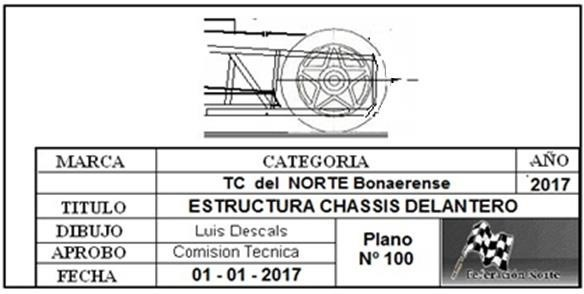 MARCA CATEGORIA AÑO
TC del NORTE Bonaerense 2017
TITULO ESTRUCTURA CHASSIS DELANTERO
DIBUJO Luis Descals
APROBO Comision Tecnica
FECHA 01 - 01 - 2017
Plano
Nº 100
Federación Norte